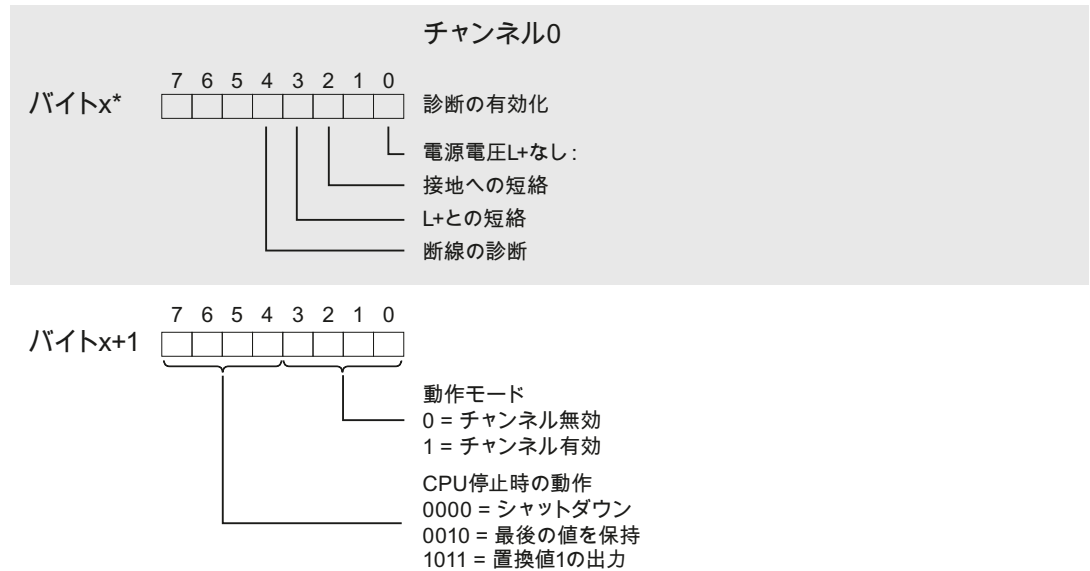 チャンネル0
7 6 5 4 3 2 1 0
バイトx*
診断の有効化
電源電圧L+なし:
接地への短絡
L+との短絡
断線の診断
7 6 5 4 3 2 1 0
バイトx+1
動作モード
0 = チャンネル無効
1 = チャンネル有効
CPU停止時の動作
0000 = シャットダウン
0010 = 最後の値を保持
1011 = 置換値1の出力